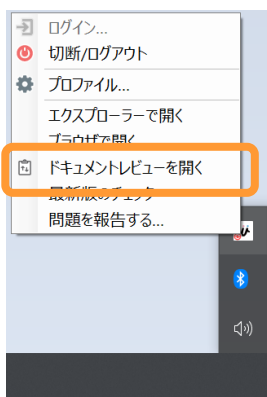 ログイン...
切断/ログアウト
プロファイル...
エクスプローラーで開く
ブラウザで開く
ドキュメントレビューを開く
最新版のチェック
問題を報告する...